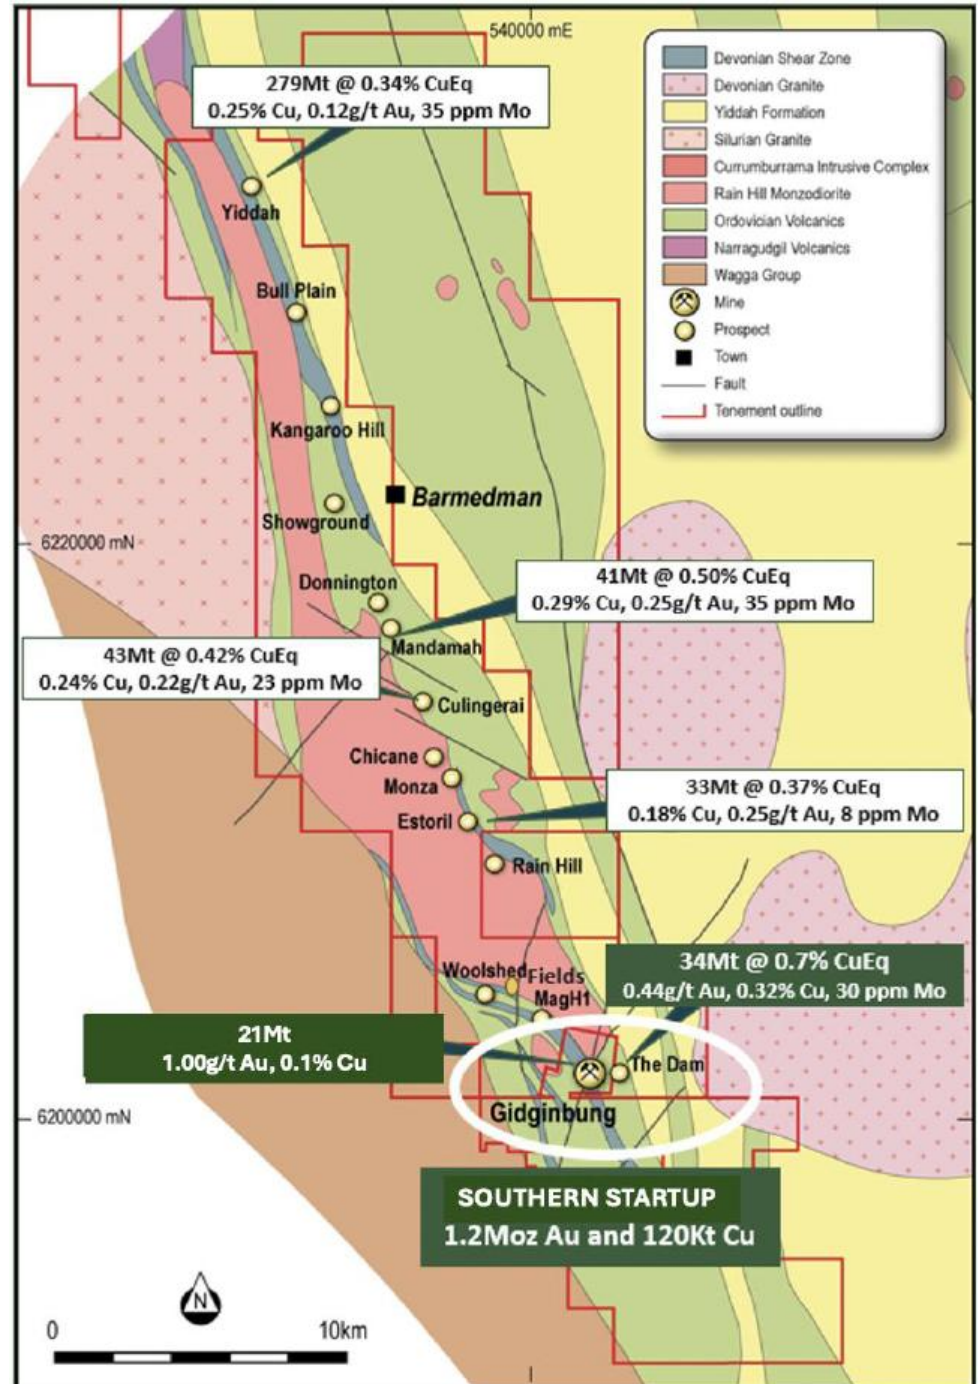 540000 mE
279Mt @ 0.34% CuEq
0.25% Cu, 0.12g/t Au, 35 ppm Mo
Devonian Shear Zone
Devonian Granite
Yiddah Formation
Silurian Granite
Currumburrama Intrusive Complex
Rain Hill Monzodiorite
Ordovician Volcanics
Narragudgil Volcanics
Wagga Group
Mine
Prospect
Town
Fault
Tenement outline
Yiddah
Bull Plain
Kangaroo Hill
Barmedman
Showground
6220000 mN
Donnington
41Mt @ 0.50% CuEq
0.29% Cu, 0.25g/t Au, 35 ppm Mo
Mandamah
43Mt @ 0.42% CuEq
0.24% Cu, 0.22g/t Au, 23 ppm Mo
Culingerai
Chicane
Monza
33Mt @ 0.37% CuEq
0.18% Cu, 0.25g/t Au, 8 ppm Mo
Estoril
Rain Hill
34Mt @ 0.7% CuEq
0.44g/t Au, 0.32% Cu, 30 ppm Mo
Woolshed Fields
MagH1
21Mt
1.00g/t Au, 0.1% Cu
The Dam
Gidginbung
6200000 mN
SOUTHERN STARTUP
1.2Moz Au and 120Kt Cu
N
0 10km